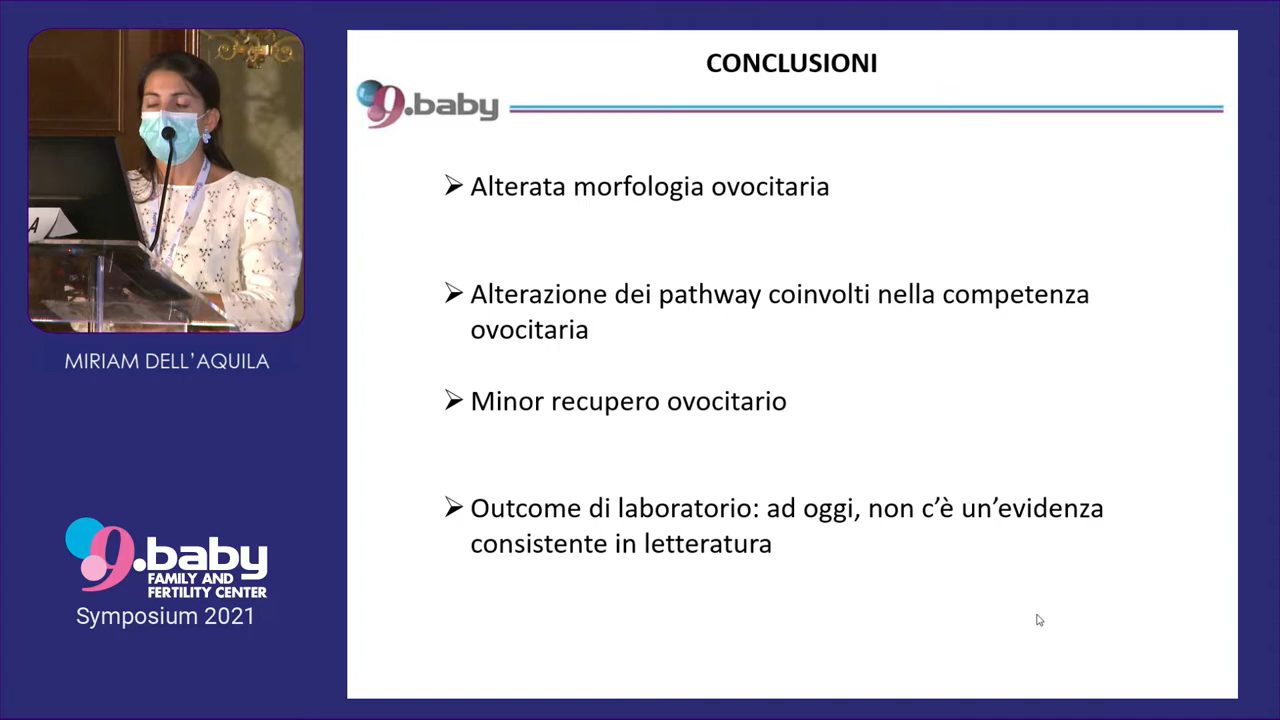 CONCLUSIONI
9.baby
➢ Alterata morfologia ovocitaria
➢ Alterazione dei pathway coinvolti nella competenza
ovocitaria
➢ Minor recupero ovocitario
➢ Outcome di laboratorio: ad oggi, non c’è un’evidenza
consistente in letteratura
A
MIRIAM DELL’AQUILA
9.baby
FAMILY AND
FERTILITY CENTER
Symposium 2021